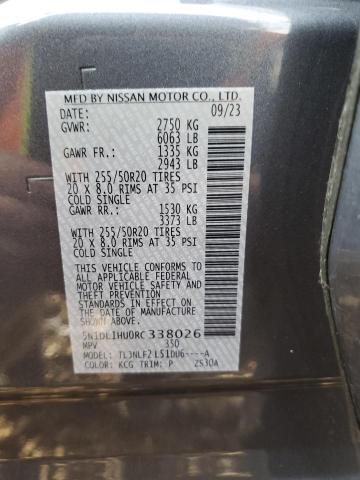 MFD BY NISSAN MOTOR CO., LTD.
DATE: 09/23
GVWR: 2750 KG
6063 LB
GAWR FR.: 1335 KG
2943 LB
WITH 255/50R20 TIRES
20 X 8.0 RIMS AT 35 PSI
COLD SINGLE
GAWR RR.: 1530 KG
3373 LB
WITH 255/50R20 TIRES
20 X 8.0 RIMS AT 35 PSI
COLD SINGLE
THIS VEHICLE CONFORMS TO
ALL APPLICABLE FEDERAL
MOTOR VEHICLE SAFETY
AND THEFT PREVENTION
STANDARDS IN EFFECT ON
THE DATE OF MANUFACTURE
SHOWN ABOVE.
5N1DL1HU0RC338026
MPV 350
MODEL: TL3NLF2 L51DU6----A
COLOR: KCG TRIM: P ZS30A